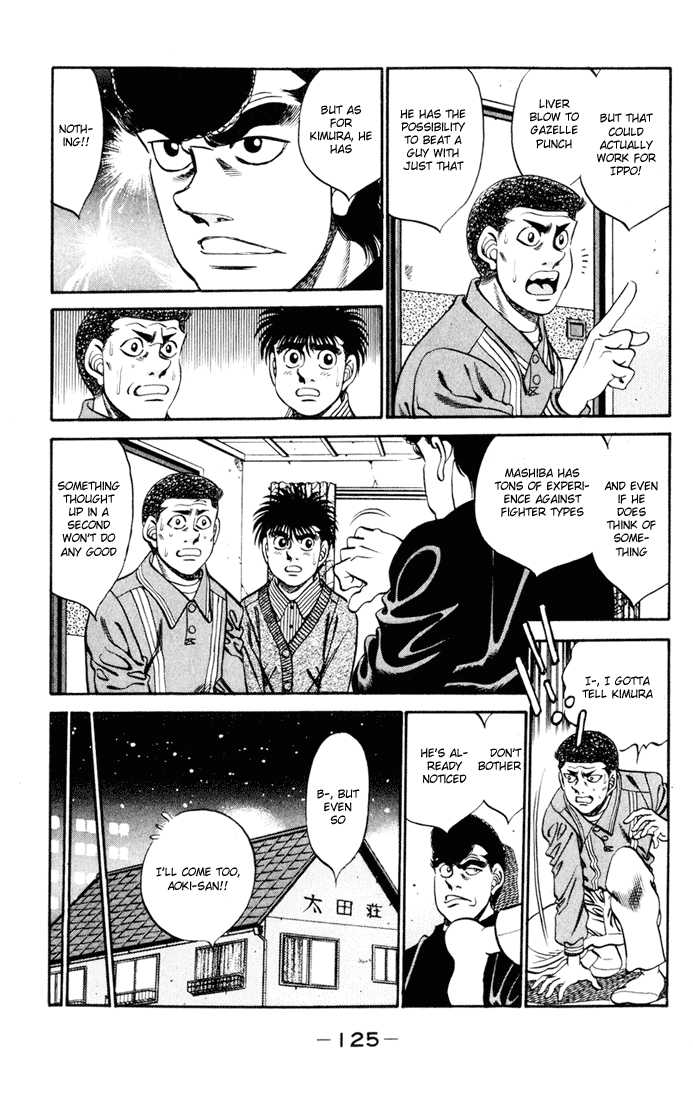 BUT THAT
COULD
ACTUALLY
WORK FOR
IPPO!
LIVER
BLOW TO
GAZELLE
PUNCH
HE HAS THE
POSSIBILITY
TO BEAT A
GUY WITH
JUST THAT
BUT AS
FOR
KIMURA, HE
HAS
NOTH-
ING!!
AND EVEN
IF HE
DOES
THINK OF
SOME-
THING
MASHIBA HAS
TONS OF EXPERI-
ENCE AGAINST
FIGHTER TYPES
SOMETHING
THOUGHT
UP IN A
SECOND
WON'T DO
ANY GOOD
I-, I GOTTA
TELL KIMURA
DON'T
BOTHER
HE'S AL-
READY
NOTICED
B-, BUT
EVEN
SO
I'LL COME TOO,
AOKI-SAN!!
太田荘
-125-